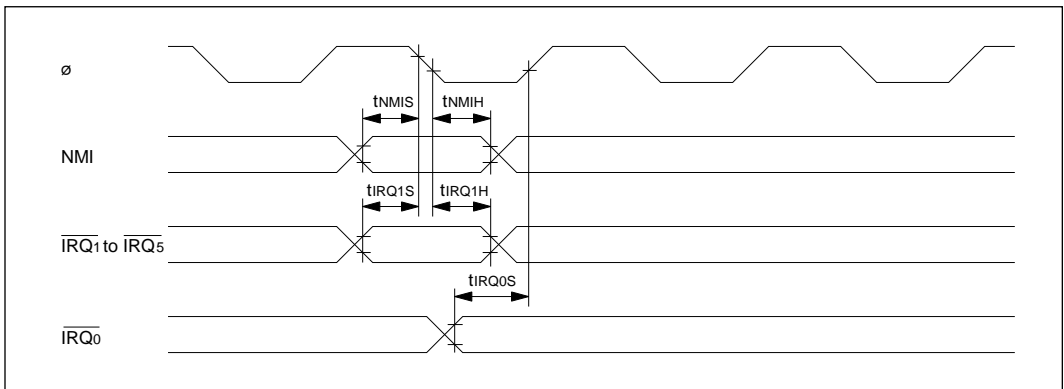 ø
tNMIS tNMIH
NMI
tIRQ1S tIRQ1H
IRQ1 to IRQ5
tIRQ0S
IRQ0